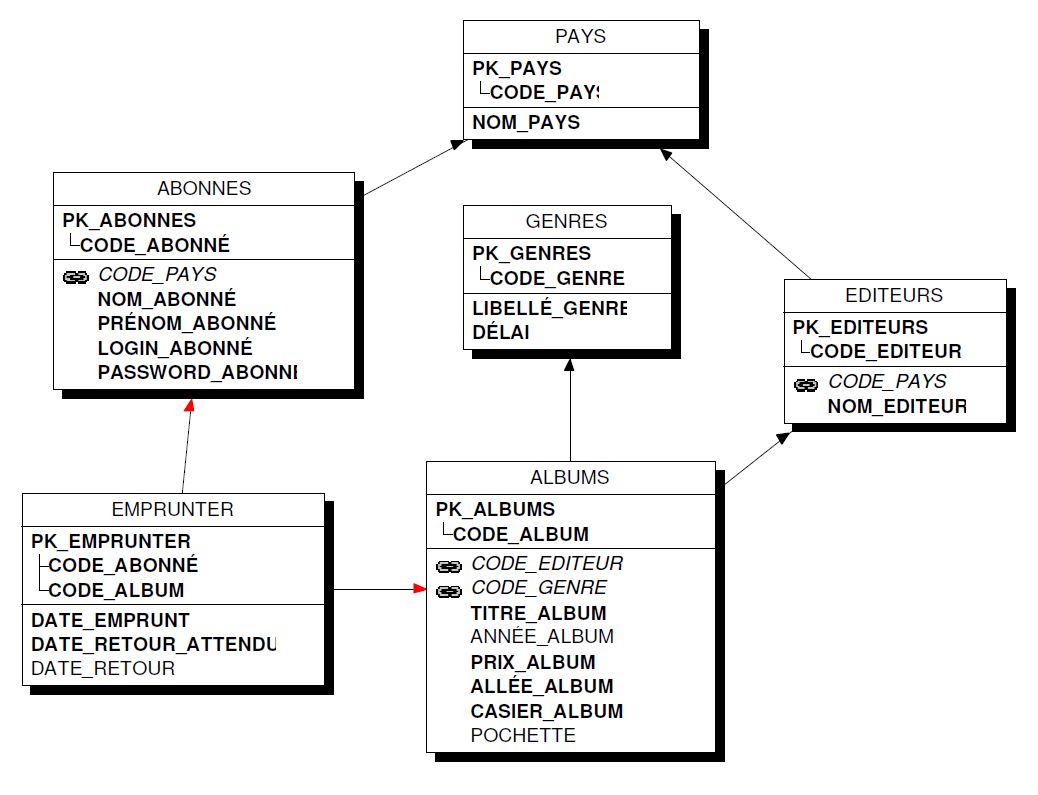 PAYS
PK_PAYS
CODE_PAYS
NOM_PAYS
ABONNES
PK_ABONNES
CODE_ABONNÉ
CODE_PAYS
NOM_ABONNÉ
PRÉNOM_ABONNÉ
LOGIN_ABONNÉ
PASSWORD_ABONNÉ
GENRES
PK_GENRES
CODE_GENRE
LIBELLÉ_GENRE
DÉLAI
EDITEURS
PK_EDITEURS
CODE_EDITEUR
CODE_PAYS
NOM_EDITEUR
EMPRUNTER
PK_EMPRUNTER
CODE_ABONNÉ
CODE_ALBUM
DATE_EMPRUNT
DATE_RETOUR_ATTENDU
DATE_RETOUR
ALBUMS
PK_ALBUMS
CODE_ALBUM
CODE_EDITEUR
CODE_GENRE
TITRE_ALBUM
ANNÉE_ALBUM
PRIX_ALBUM
ALLÉE_ALBUM
CASIER_ALBUM
POCHETTE